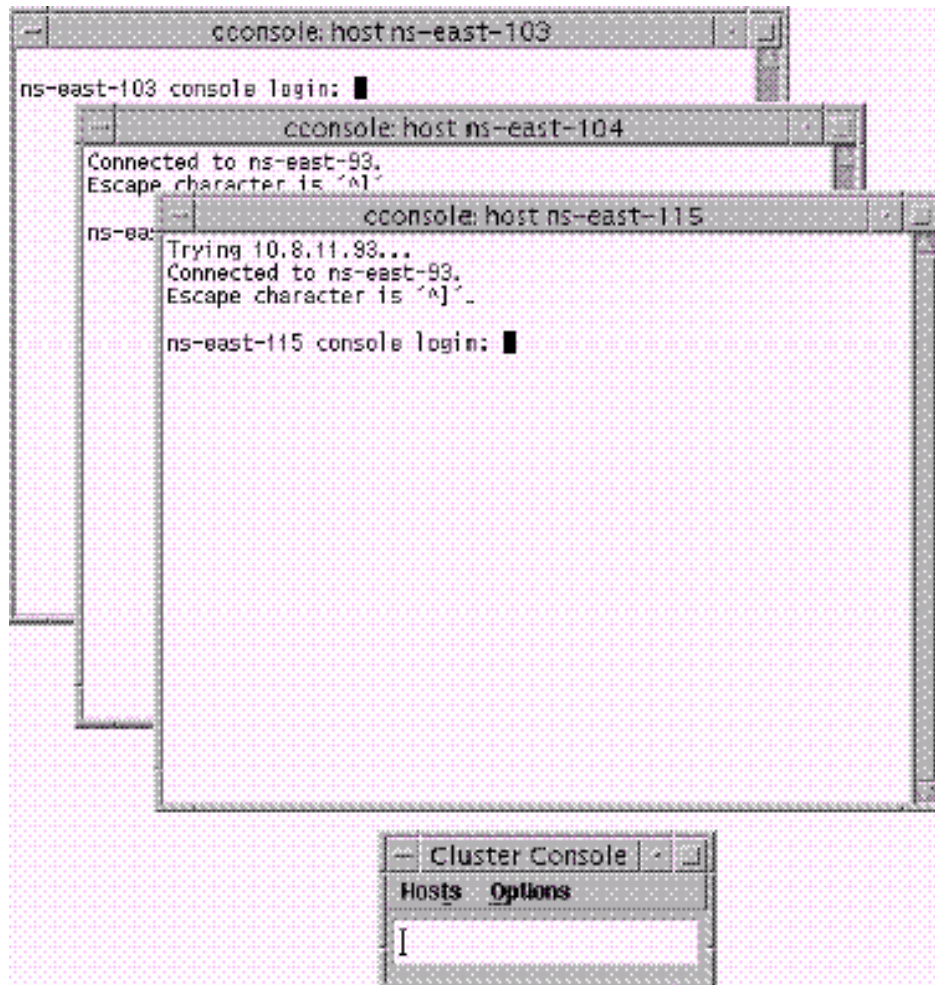 cconsole: host ns-east-103
ns-east-103 console login:
cconsole: host ns-east-104
Connected to ns-east-93.
Escape character is ´^]´
ns-ea
cconsole: host ns-east-115
Trying 10.8.11.93...
Connected to ns-east-93.
Escape character is ´^]´.
ns-east-115 console login:
Cluster Console
Hosts Options